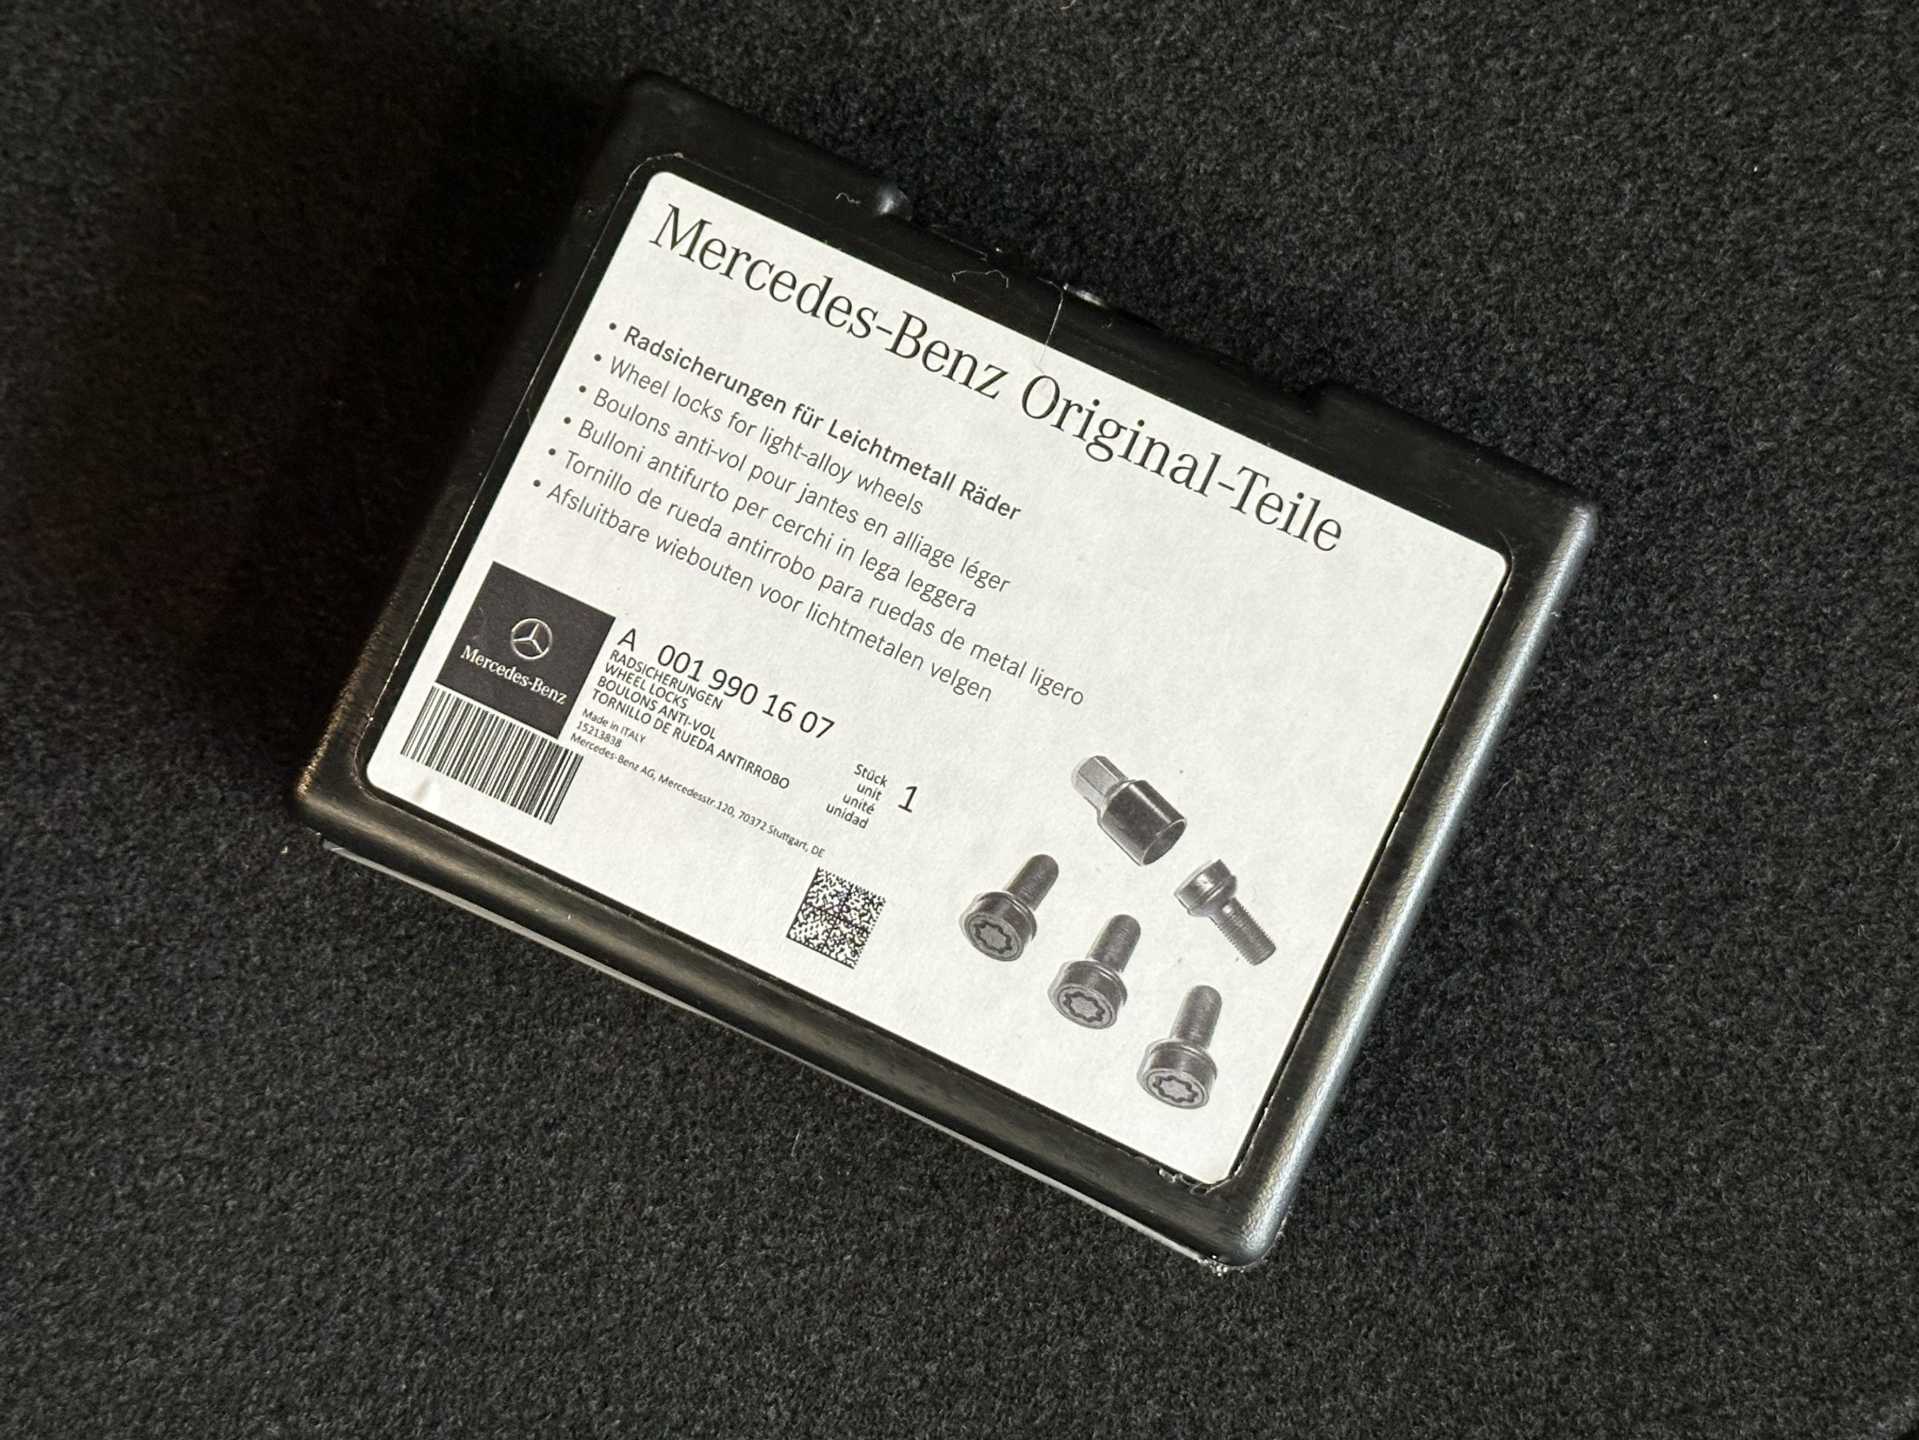 Mercedes-Benz Original-Teile
• Radsicherungen für Leichtmetall Räder
• Wheel locks for light-alloy wheels
• Boulons anti-vol pour jantes en alliage léger
• Bulloni antifurto per cerchi in lega leggera
• Tornillo de rueda antirrobo para ruedas de metal ligero
• Afsluitbare wiebouten voor lichtmetalen velgen
Mercedes-Benz
A 001 990 16 07
RADSICHERUNGEN
WHEEL LOCKS
BOULONS ANTI-VOL
TORNILLO DE RUEDA ANTIRROBO
Made in ITALY
15213838
Mercedes-Benz AG, Mercedesstr.120, 70372 Stuttgart, DE
Stück
unit
unité
unidad
1